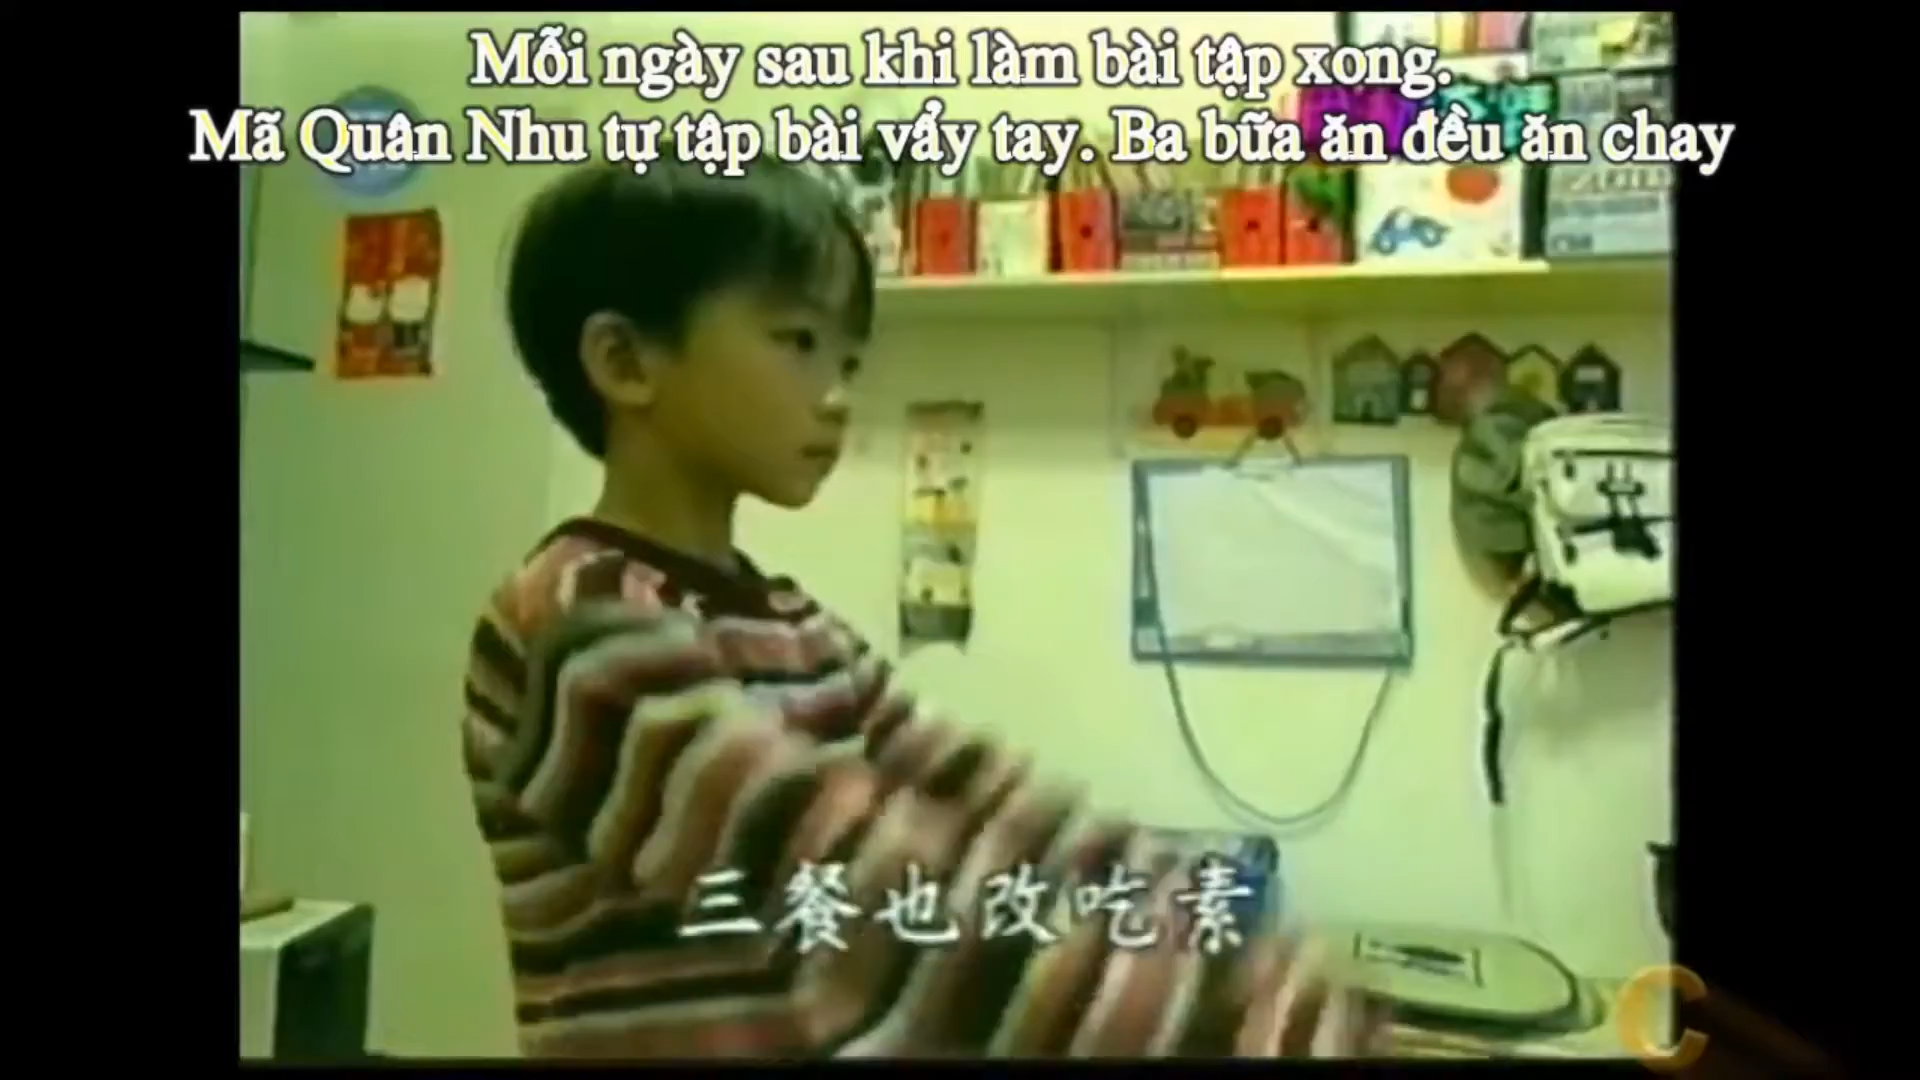 Mỗi ngày sau khi làm bài tập xong.
Mã Quân Nhu tự tập bài vẩy tay. Ba bữa ăn đều ăn chay
三餐也改吃素
C